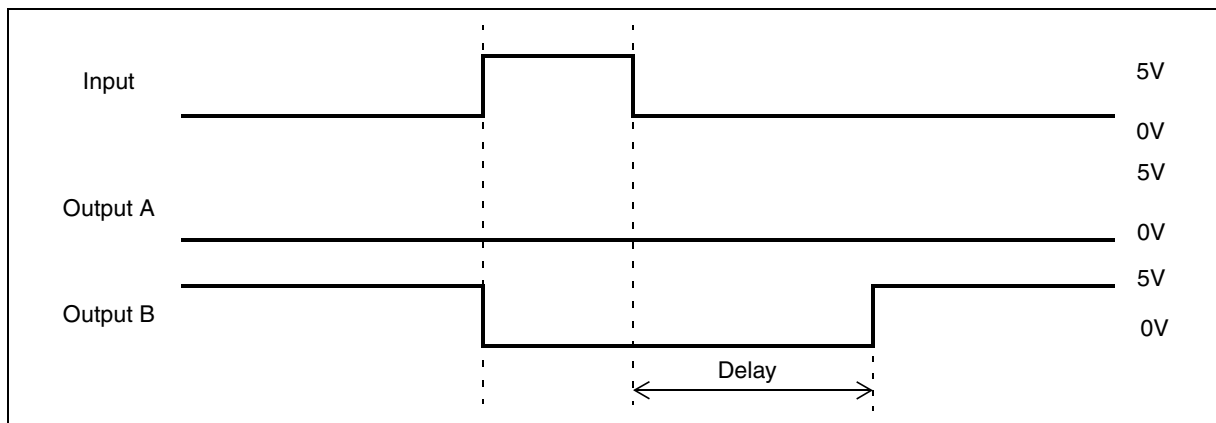 Input
5V
0V
5V
Output A
0V
5V
Output B
0V
Delay